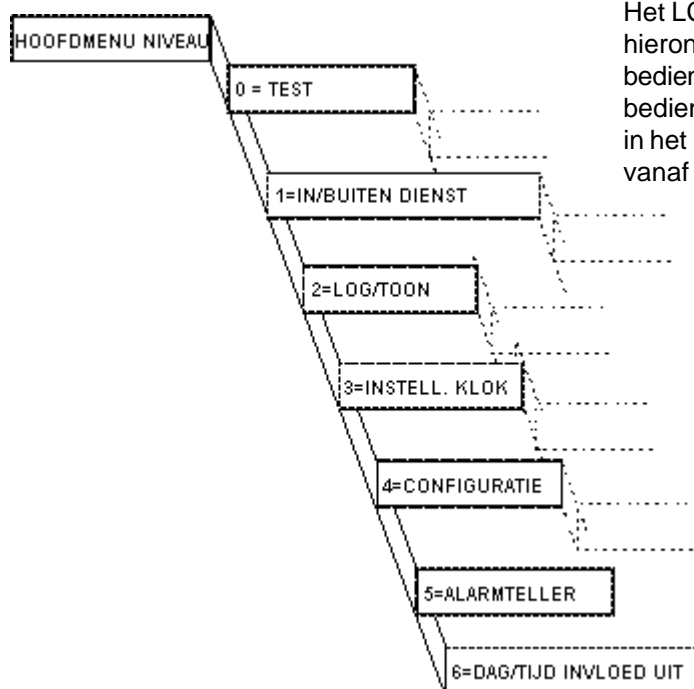 Het
hieron
bedien
bedien
in het
vanaf
HOOFDMENU NIVEAU
0 = TEST
1=IN/BUITEN DIENST
2=LOG/TOON
3=INSTELL. KLOK
4=CONFIGURATIE
5=ALARMTELLER
6=DAG/TIJD INVLOED UIT